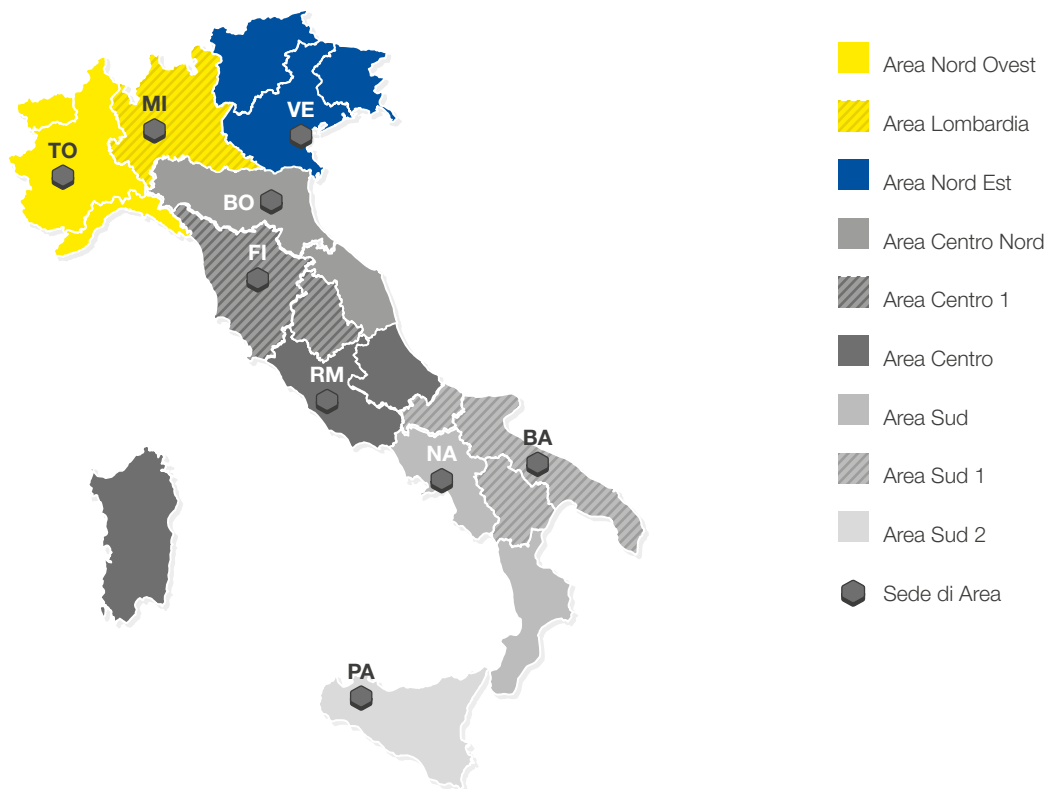 MI
VE
TO
BO
FI
RM
BA
NA
PA
Area Nord Ovest
Area Lombardia
Area Nord Est
Area Centro Nord
Area Centro 1
Area Centro
Area Sud
Area Sud 1
Area Sud 2
Sede di Area